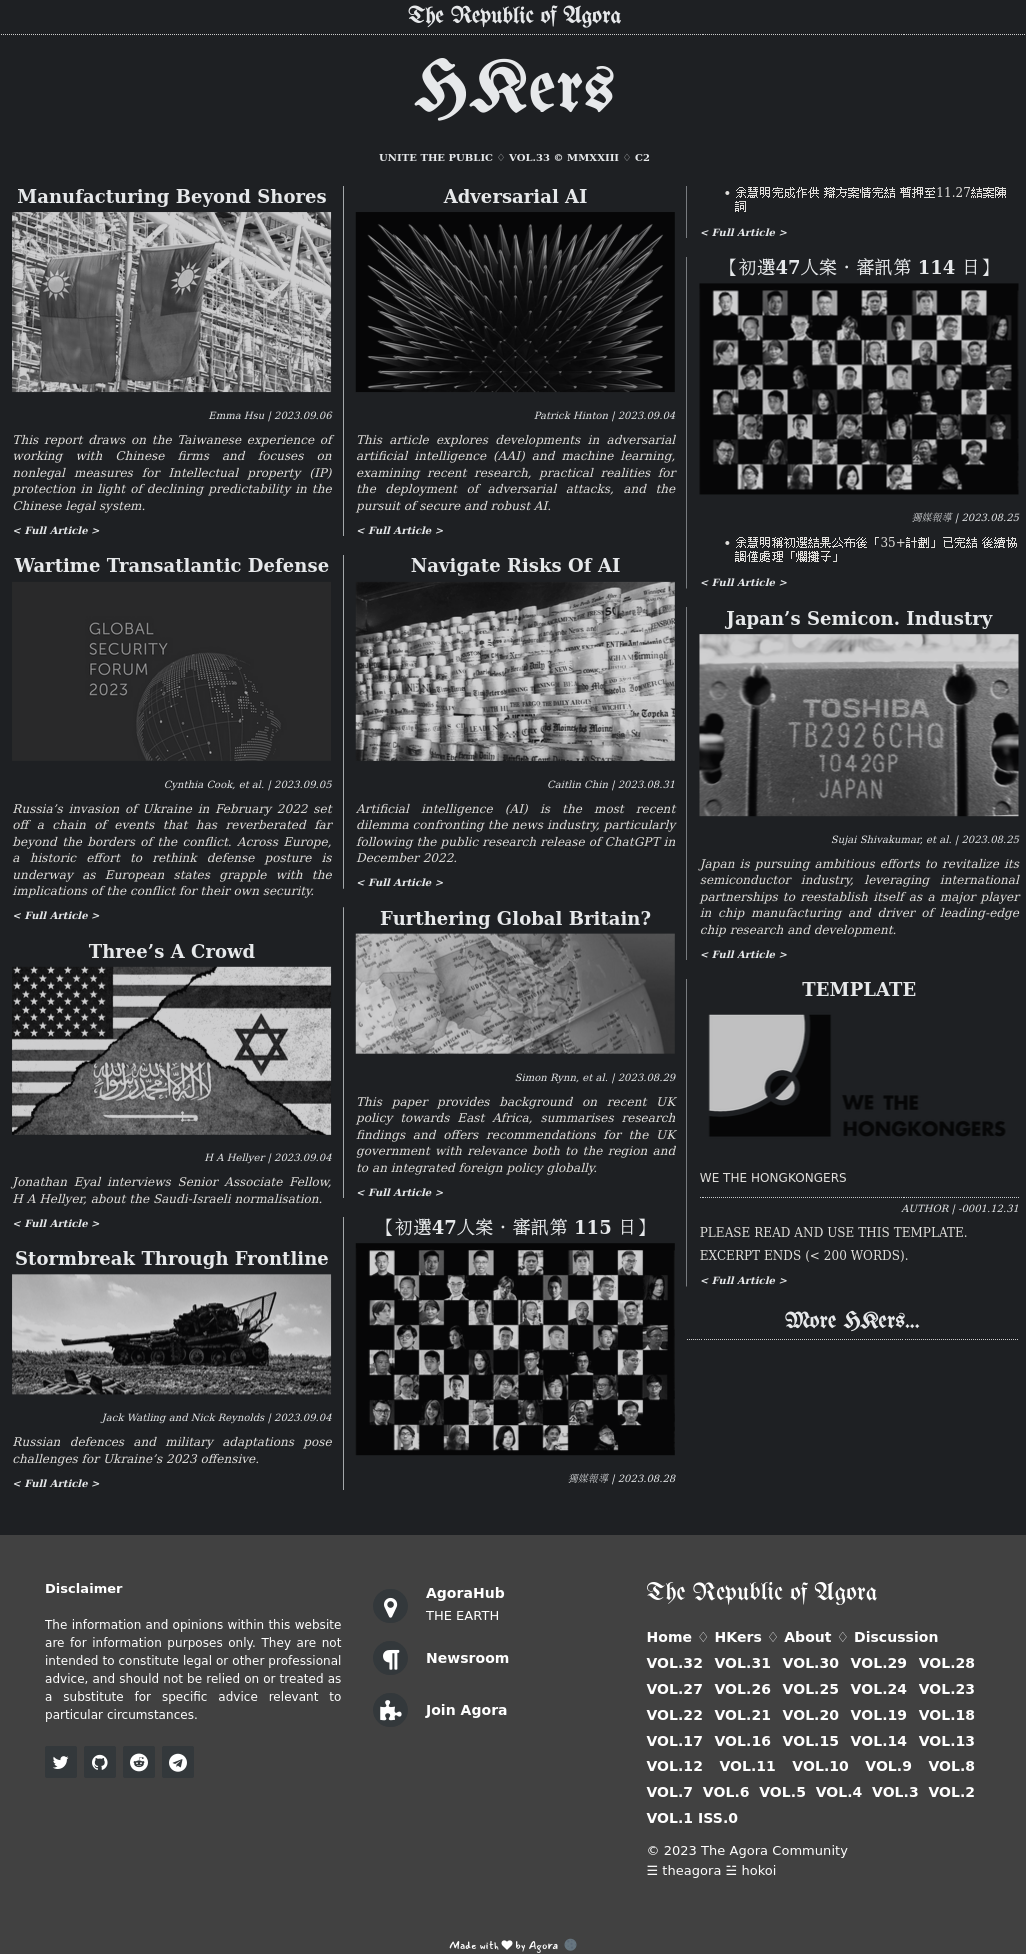 The Republic of Agora
HKers
UNITE THE PUBLIC ♢ VOL.33 © MMXXIII ♢ C2
Manufacturing Beyond Shores
Emma Hsu | 2023.09.06
This report draws on the Taiwanese experience of
working with Chinese firms and focuses on
nonlegal measures for Intellectual property (IP)
protection in light of declining predictability in the
Chinese legal system.
< Full Article >
Wartime Transatlantic Defense
GLOBAL
SECURITY
FORUM
2023
Cynthia Cook, et al. | 2023.09.05
Russia’s invasion of Ukraine in February 2022 set
off a chain of events that has reverberated far
beyond the borders of the conflict. Across Europe,
a historic effort to rethink defense posture is
underway as European states grapple with the
implications of the conflict for their own security.
< Full Article >
Three’s A Crowd
H A Hellyer | 2023.09.04
Jonathan Eyal interviews Senior Associate Fellow,
H A Hellyer, about the Saudi-Israeli normalisation.
< Full Article >
Stormbreak Through Frontline
Jack Watling and Nick Reynolds | 2023.09.04
Russian defences and military adaptations pose
challenges for Ukraine’s 2023 offensive.
< Full Article >
Adversarial AI
Patrick Hinton | 2023.09.04
This article explores developments in adversarial
artificial intelligence (AAI) and machine learning,
examining recent research, practical realities for
the deployment of adversarial attacks, and the
pursuit of secure and robust AI.
< Full Article >
Navigate Risks Of AI
Caitlin Chin | 2023.08.31
Artificial intelligence (AI) is the most recent
dilemma confronting the news industry, particularly
following the public research release of ChatGPT in
December 2022.
< Full Article >
Furthering Global Britain?
Simon Rynn, et al. | 2023.08.29
This paper provides background on recent UK
policy towards East Africa, summarises research
findings and offers recommendations for the UK
government with relevance both to the region and
to an integrated foreign policy globally.
< Full Article >
【初選47人案・審訊第 115 日】
獨媒報導 | 2023.08.28
• 余慧明完成作供 辯方案情完結 暫押至11.27結案陳
詞
< Full Article >
【初選47人案・審訊第 114 日】
獨媒報導 | 2023.08.25
• 余慧明稱初選結果公布後「35+計劃」已完結 後續協
調僅處理「爛攤子」
< Full Article >
Japan’s Semicon. Industry
TOSHIBA
TB2926CHQ
1042GP
JAPAN
Sujai Shivakumar, et al. | 2023.08.25
Japan is pursuing ambitious efforts to revitalize its
semiconductor industry, leveraging international
partnerships to reestablish itself as a major player
in chip manufacturing and driver of leading-edge
chip research and development.
< Full Article >
TEMPLATE
WE THE
HONGKONGERS
WE THE HONGKONGERS
AUTHOR | -0001.12.31
PLEASE READ AND USE THIS TEMPLATE.
EXCERPT ENDS (< 200 WORDS).
< Full Article >
More HKers...
Disclaimer
The information and opinions within this website
are for information purposes only. They are not
intended to constitute legal or other professional
advice, and should not be relied on or treated as
a substitute for specific advice relevant to
particular circumstances.
AgoraHub
THE EARTH
Newsroom
Join Agora
The Republic of Agora
Home ♢ HKers ♢ About ♢ Discussion
VOL.32 VOL.31 VOL.30 VOL.29 VOL.28
VOL.27 VOL.26 VOL.25 VOL.24 VOL.23
VOL.22 VOL.21 VOL.20 VOL.19 VOL.18
VOL.17 VOL.16 VOL.15 VOL.14 VOL.13
VOL.12 VOL.11 VOL.10 VOL.9 VOL.8
VOL.7 VOL.6 VOL.5 VOL.4 VOL.3 VOL.2
VOL.1 ISS.0
© 2023 The Agora Community
☰ theagora ☱ hokoi
Made with ♥ by Agora